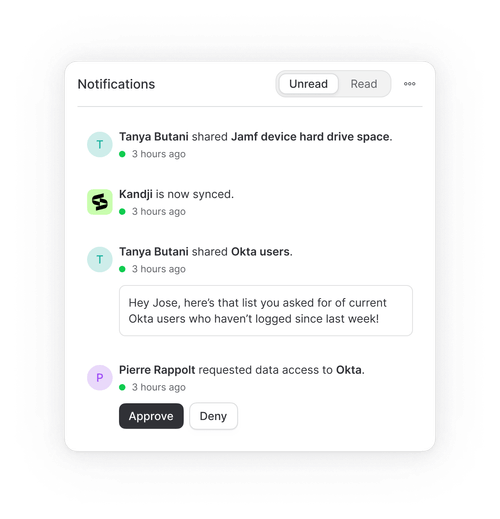 Notifications
Unread
Read
T
Tanya Butani shared Jamf device hard drive space.
3 hours ago
Kandji is now synced.
3 hours ago
T
Tanya Butani shared Okta users.
3 hours ago
Hey Jose, here’s that list you asked for of current
Okta users who haven’t logged since last week!
P
Pierre Rappolt requested data access to Okta.
3 hours ago
Approve
Deny